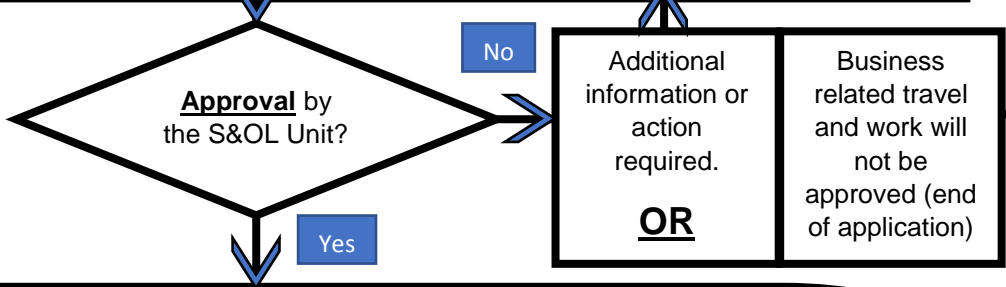 Approval by
the S&OL Unit?
No
Yes
Additional
information or
action
required.
OR
Business
related travel
and work will
not be
approved (end
of application)